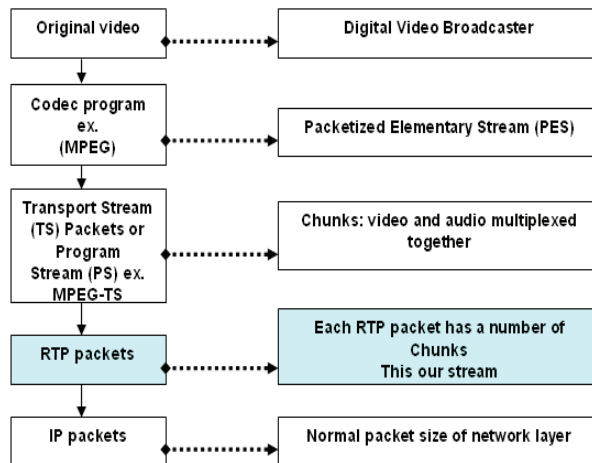 Original video
Digital Video Broadcaster
Codec program
ex.
(MPEG)
Packetized Elementary Stream (PES)
Transport Stream
(TS) Packets or
Program
Stream (PS) ex.
MPEG-TS
Chunks: video and audio multiplexed
together
RTP packets
Each RTP packet has a number of
Chunks
This our stream
IP packets
Normal packet size of network layer